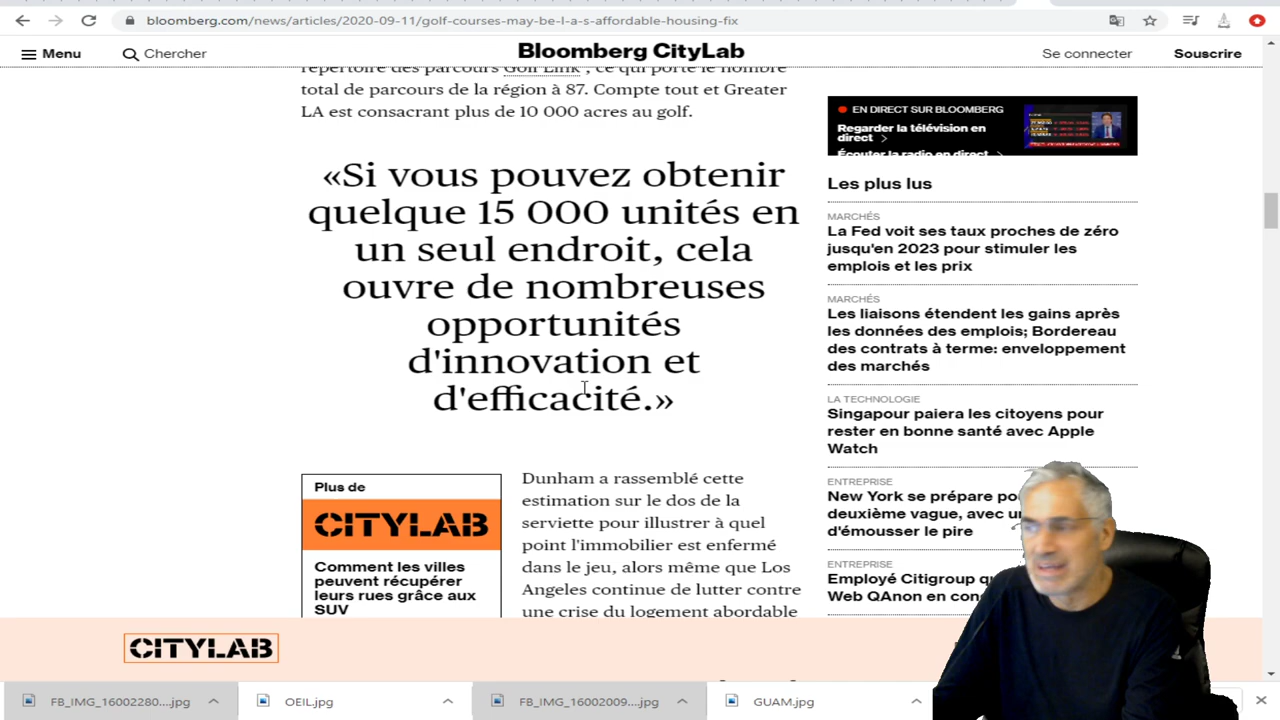 bloomberg.com/news/articles/2020-09-11/golf-courses-may-be-l-a-s-affordable-housing-fix
Menu
Chercher
Bloomberg CityLab
Se connecter
Souscrire
répertoire des parcours Golf Link , ce qui porte le nombre
total de parcours de la région à 87. Compte tout et Greater
LA est consacrant plus de 10 000 acres au golf.
«Si vous pouvez obtenir
quelque 15 000 unités en
un seul endroit, cela
ouvre de nombreuses
opportunités
d'innovation et
d'efficacité.»
Plus de
CITYLAB
Comment les villes
peuvent récupérer
leurs rues grâce aux
SUV
Dunham a rassemblé cette
estimation sur le dos de la
serviette pour illustrer à quel
point l'immobilier est enfermé
dans le jeu, alors même que Los
Angeles continue de lutter contre
une crise du logement abordable
EN DIRECT SUR BLOOMBERG
Regarder la télévision en
direct >
Écouter la radio en direct >
Les plus lus
MARCHÉS
La Fed voit ses taux proches de zéro
jusqu'en 2023 pour stimuler les
emplois et les prix
MARCHÉS
Les liaisons étendent les gains après
les données des emplois; Bordereau
des contrats à terme: enveloppement
des marchés
LA TECHNOLOGIE
Singapour paiera les citoyens pour
rester en bonne santé avec Apple
Watch
ENTREPRISE
New York se prépare
deuxième vague, avec
d'émousser le pire
ENTREPRISE
Employé Citigroup
Web QAnon en
CITYLAB
FB_IMG_16002280....jpg
OEIL.jpg
FB_IMG_16002009....jpg
GUAM.jpg